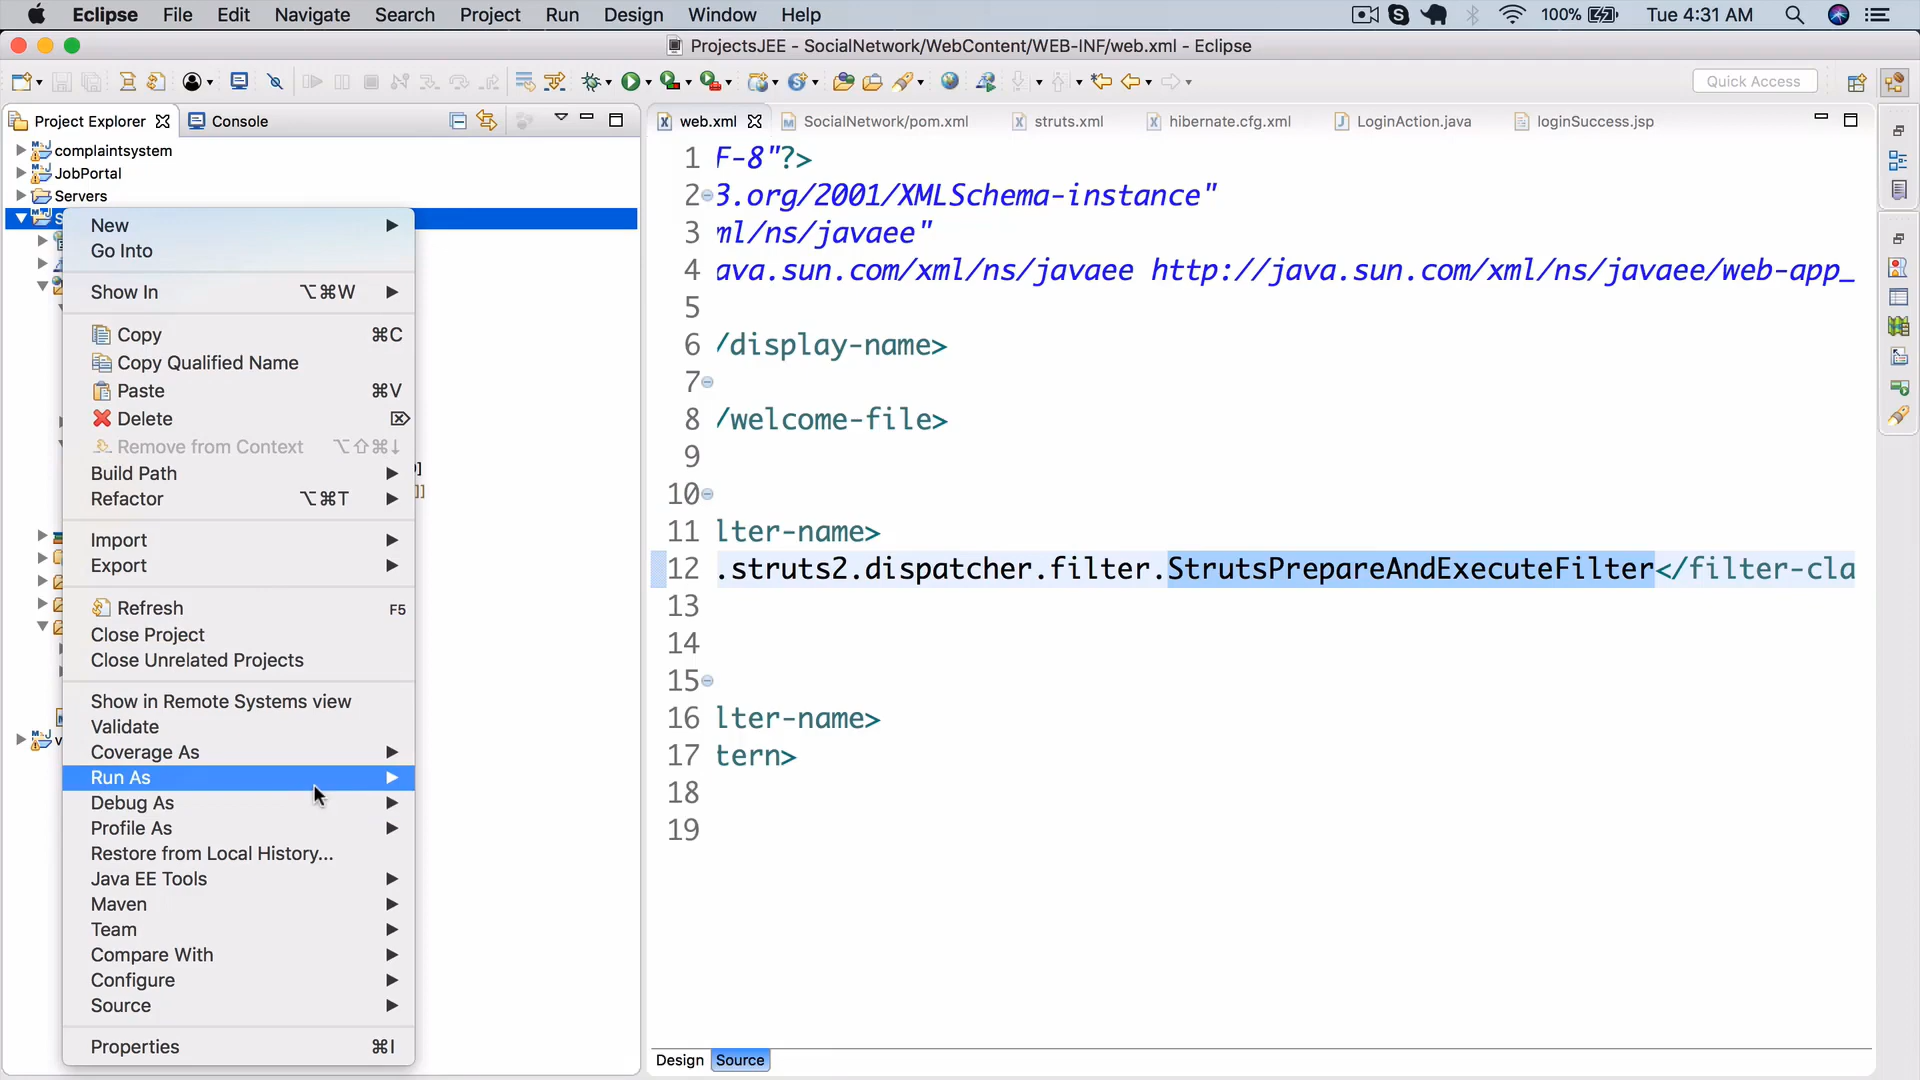 Eclipse File Edit Navigate Search Project Run Design Window Help 100% Tue 4:31 AM
ProjectsJEE - SocialNetwork/WebContent/WEB-INF/web.xml - Eclipse
Quick Access
Project Explorer Console
web.xml SocialNetwork/pom.xml struts.xml hibernate.cfg.xml LoginAction.java loginSuccess.jsp
complaintsystem
JobPortal
Servers
New
Go Into
Show In ⌥⌘W
Copy ⌘C
Copy Qualified Name
Paste ⌘V
Delete ⌦
Remove from Context ⌥⇧⌘↓
Build Path
Refactor ⌥⌘T
Import
Export
Refresh F5
Close Project
Close Unrelated Projects
Show in Remote Systems view
Validate
Coverage As
Run As
Debug As
Profile As
Restore from Local History...
Java EE Tools
Maven
Team
Compare With
Configure
Source
Properties ⌘I
1 F-8"?>
2 3.org/2001/XMLSchema-instance"
3 ml/ns/javaee"
4 ava.sun.com/xml/ns/javaee http://java.sun.com/xml/ns/javaee/web-app_
5
6 /display-name>
7
8 /welcome-file>
9
10
11 lter-name>
12 .struts2.dispatcher.filter.StrutsPrepareAndExecuteFilter</filter-cla
13
14
15
16 lter-name>
17 tern>
18
19
Design Source